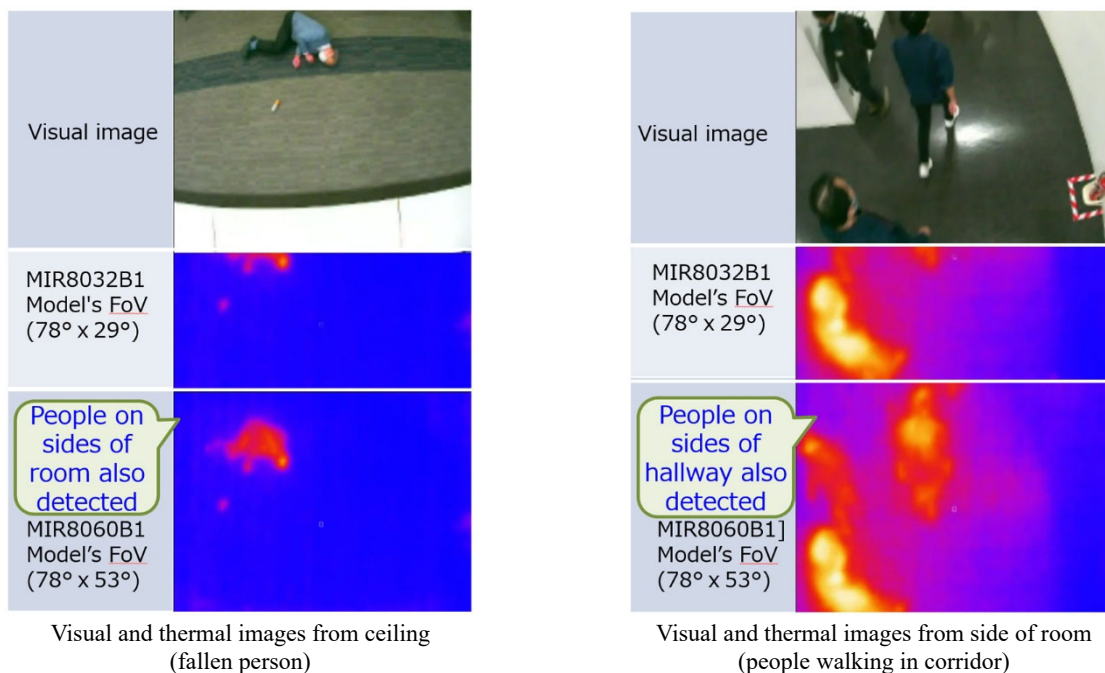 Visual image
MIR8032B1
Model's FoV
(78° x 29°)
People on
sides of
room also
detected
MIR8060B1
Model's FoV
(78° x 53°)
Visual and thermal images from ceiling
(fallen person)
Visual image
MIR8032B1
Model’s FoV
(78° x 29°)
People on
sides of
hallway also
detected
MIR8060B1]
Model’s FoV
(78° x 53°)
Visual and thermal images from side of room
(people walking in corridor)